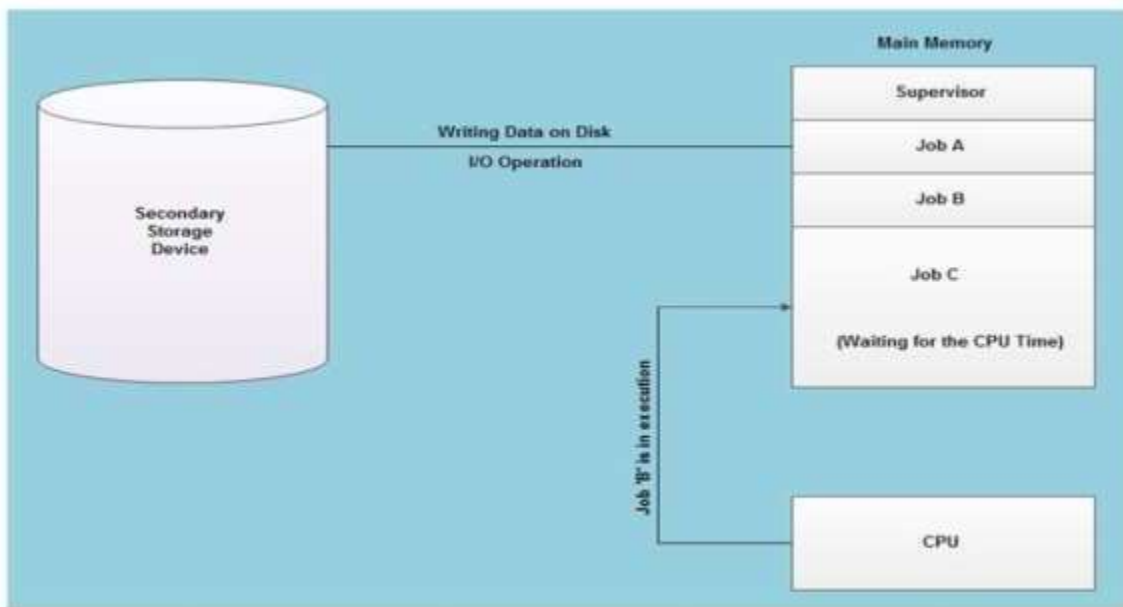 Main Memory
Supervisor
Writing Data on Disk
Job A
I/O Operation
Job B
Secondary
Storage
Device
Job C
(Waiting for the CPU Time)
Job 'B' is in execution
CPU